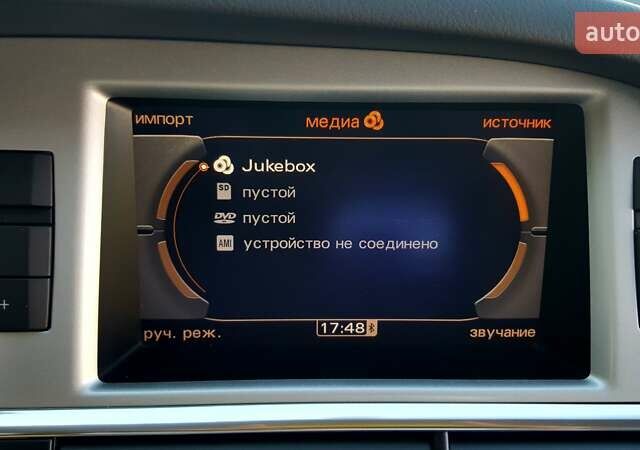 auto
импорт медиа источник
Jukebox
SD пустой
DVD пустой
AMI устройство не соединено
руч. реж. 17:48 звучание
+